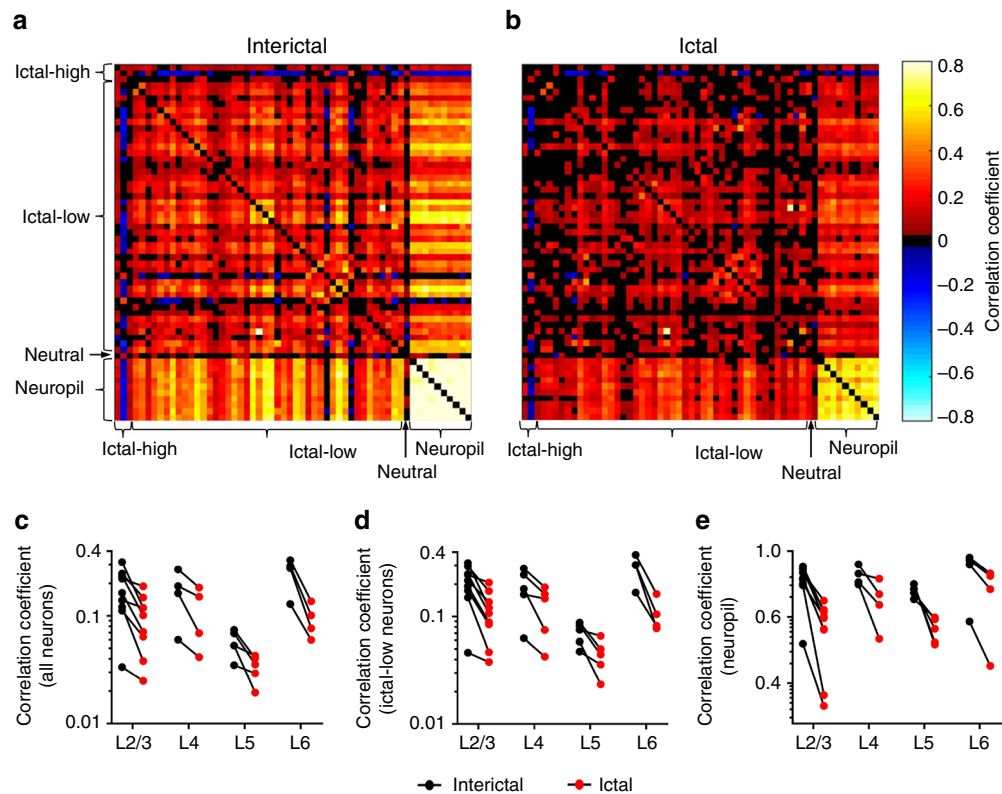 a
Interictal
Ictal-high
Ictal-low
Neutral
Neuropil
Ictal-high
Ictal-low
Neutral
Neuropil
b
Ictal
Ictal-high
Ictal-low
Neutral
Neuropil
0.8
0.6
0.4
0.2
0
–0.2
–0.4
–0.6
–0.8
Correlation coefficient
c
Correlation coefficient
(all neurons)
0.4
0.1
0.01
L2/3 L4 L5 L6
d
Correlation coefficient
(ictal-low neurons)
0.4
0.1
0.01
L2/3 L4 L5 L6
e
Correlation coefficient
(neuropil)
1.0
0.6
0.4
L2/3 L4 L5 L6
Interictal Ictal